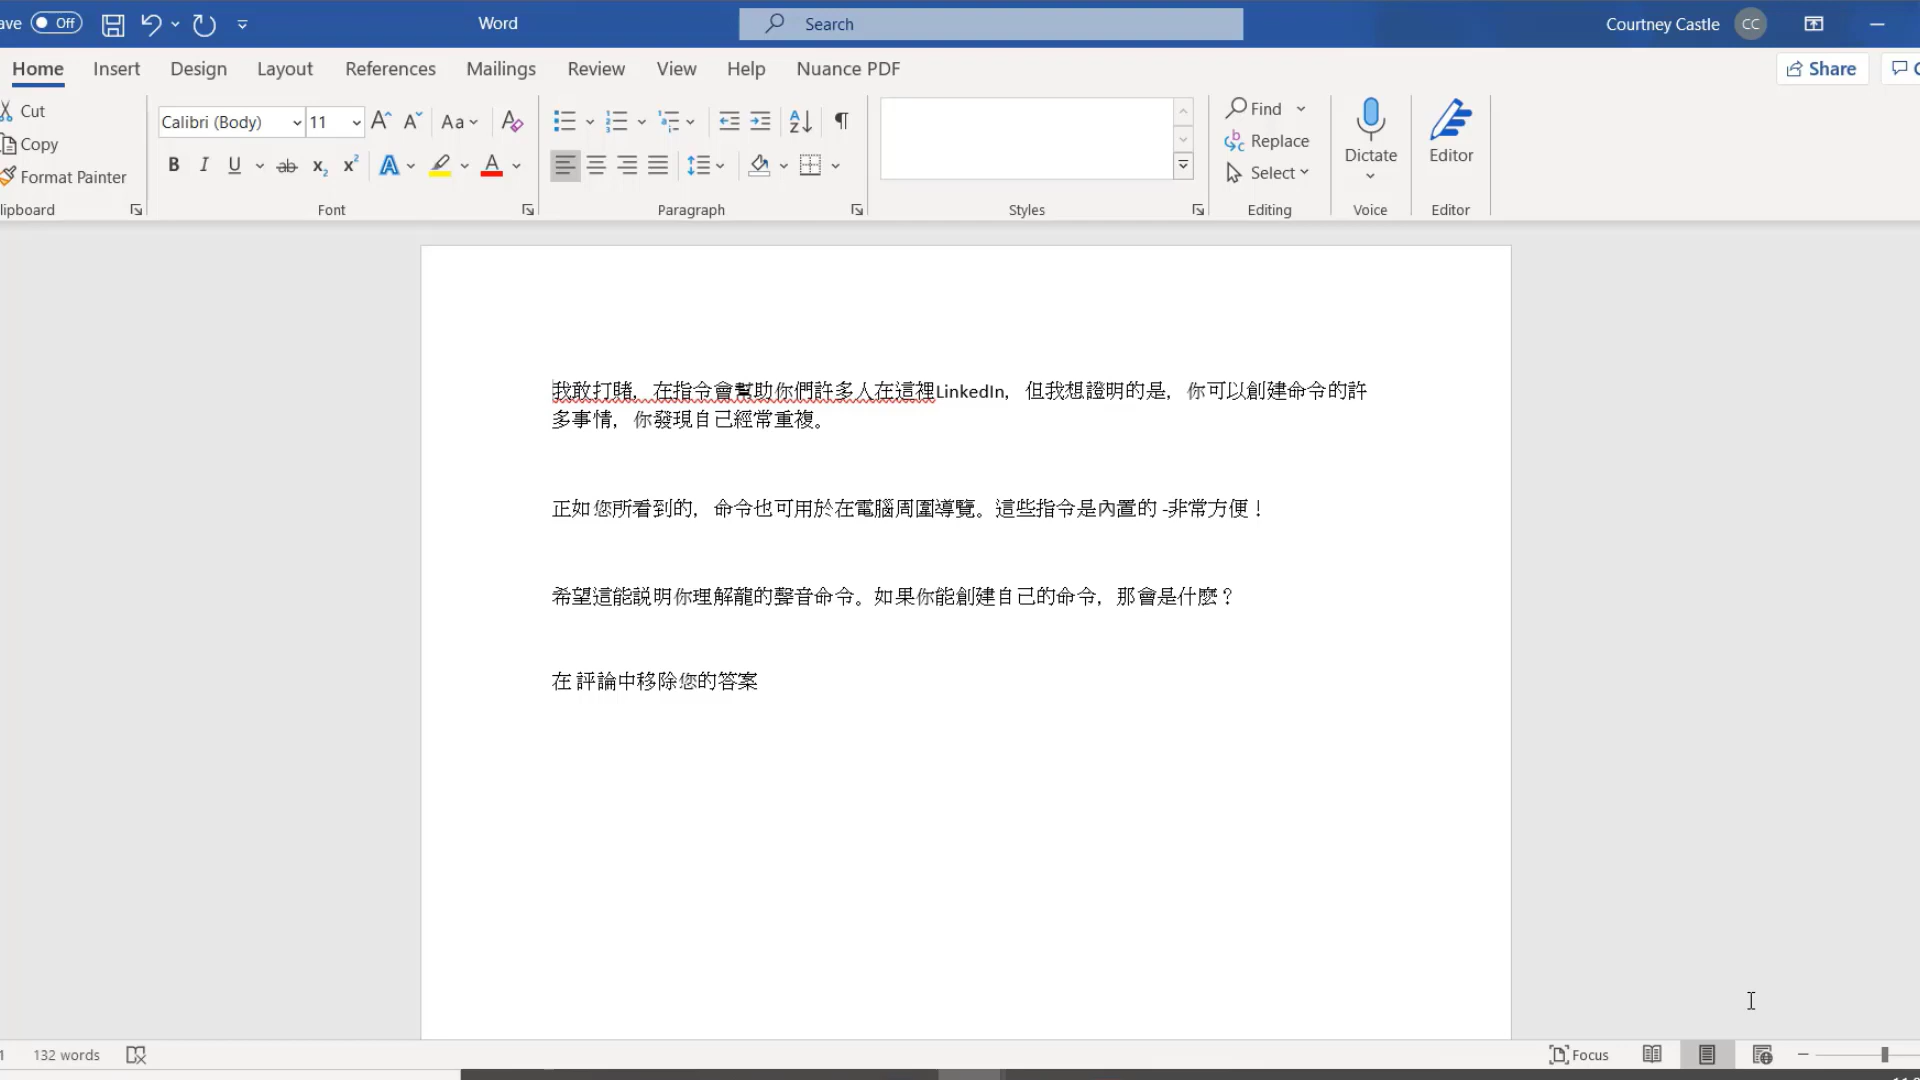 ave Off Word Search Courtney Castle CC
Home Insert Design Layout References Mailings Review View Help Nuance PDF Share
Cut
Copy
Format Painter
lipboard
Calibri (Body) 11
Font
Paragraph
Styles
Find
Replace
Select
Editing
Dictate
Voice
Editor
Editor
我敢打賭，在指令會幫助你們許多人在這裡LinkedIn，但我想證明的是，你可以創建命令的許
多事情，你發現自己經常重複。
正如您所看到的，命令也可用於在電腦周圍導覽。這些指令是內置的 -非常方便！
希望這能説明你理解龍的聲音命令。如果你能創建自己的命令，那會是什麼？
在 評論中移除您的答案
1 132 words Focus